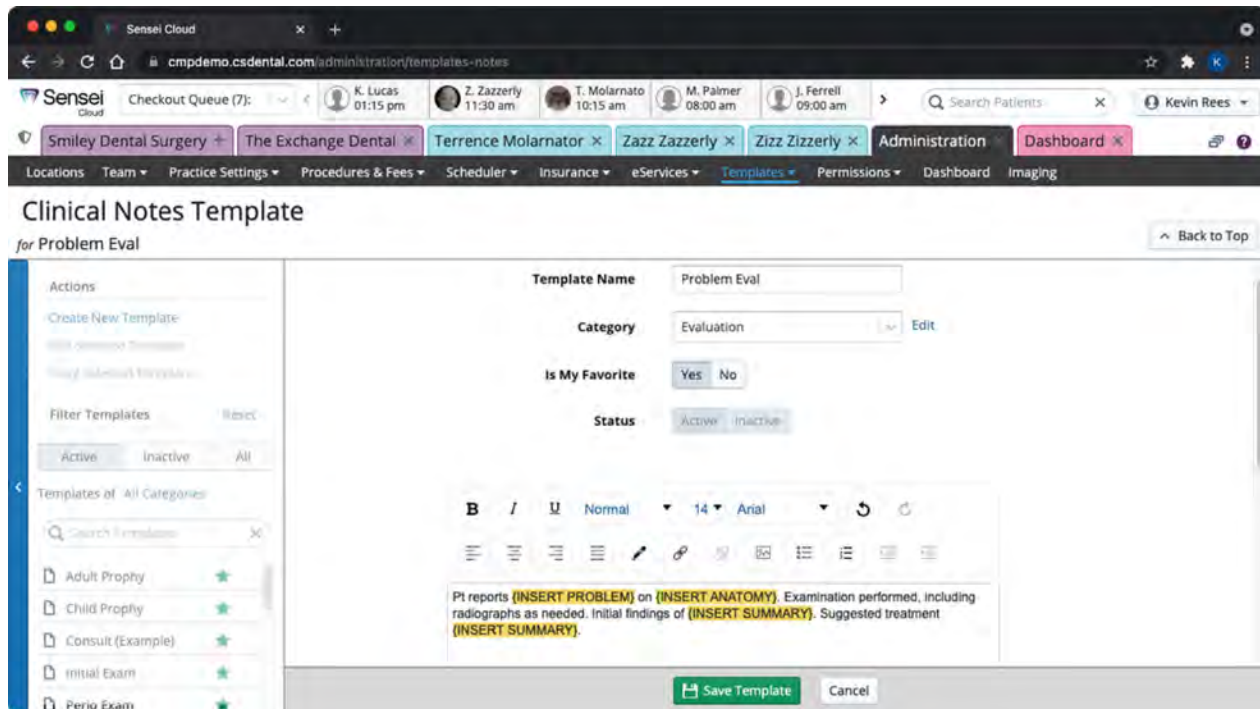 Sensei Cloud
cmpdemo.csdental.com/administration/templates-notes
K
Sensei
Cloud
Checkout Queue (7):
K. Lucas
01:15 pm
Z. Zazzerly
11:30 am
T. Molarnato
10:15 am
M. Palmer
08:00 am
J. Ferrell
09:00 am
Search Patients
Kevin Rees
Smiley Dental Surgery
The Exchange Dental
Terrence Molarnator
Zazz Zazzerly
Zizz Zizzerly
Administration
Dashboard
Locations Team Practice Settings Procedures & Fees Scheduler Insurance eServices Templates Permissions Dashboard Imaging
Clinical Notes Template
for Problem Eval
Back to Top
Actions
Create New Template
Filter Templates Reset
Active Inactive All
Templates of All Categories
Search Templates
Adult Prophy
Child Prophy
Consult (Example)
Initial Exam
Perio Exam
Template Name Problem Eval
Category Evaluation Edit
Is My Favorite Yes No
Status Active Inactive
B I U Normal 14 Arial
Pt reports {INSERT PROBLEM} on {INSERT ANATOMY}. Examination performed, including
radiographs as needed. Initial findings of {INSERT SUMMARY}. Suggested treatment
{INSERT SUMMARY}.
Save Template Cancel